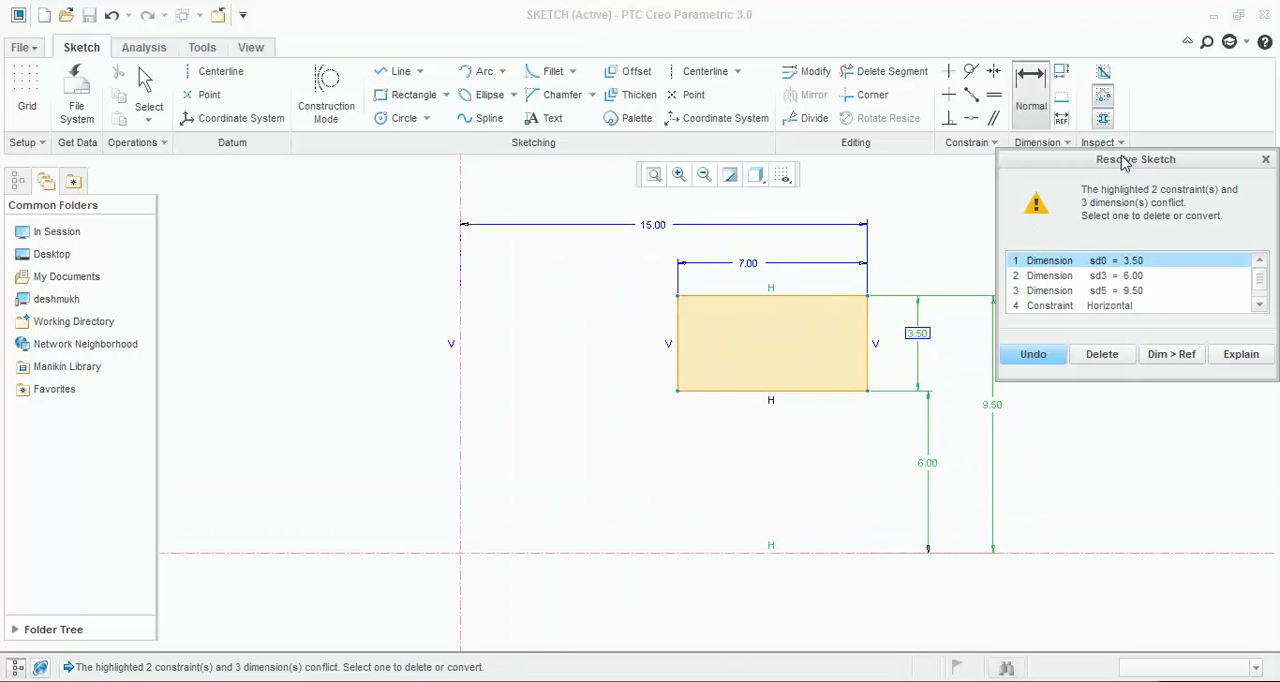 SKETCH (Active) - PTC Creo Parametric 3.0
File Sketch Analysis Tools View
Grid
File System
Select
Centerline
Point
Coordinate System
Construction Mode
Line
Rectangle
Circle
Arc
Ellipse
Spline
Fillet
Chamfer
Text
Offset
Thicken
Palette
Centerline
Point
Coordinate System
Modify
Mirror
Divide
Delete Segment
Corner
Rotate Resize
Normal
REF
Setup Get Data Operations Datum Sketching Editing Constrain Dimension Inspect
Common Folders
In Session
Desktop
My Documents
deshmukh
Working Directory
Network Neighborhood
Manikin Library
Favorites
Folder Tree
15.00
7.00
H
V
V
V
3.50
H
9.50
6.00
H
Resolve Sketch
The highlighted 2 constraint(s) and
3 dimension(s) conflict.
Select one to delete or convert.
1 Dimension sd0 = 3.50
2 Dimension sd3 = 6.00
3 Dimension sd5 = 9.50
4 Constraint Horizontal
Undo Delete Dim > Ref Explain
The highlighted 2 constraint(s) and 3 dimension(s) conflict. Select one to delete or convert.